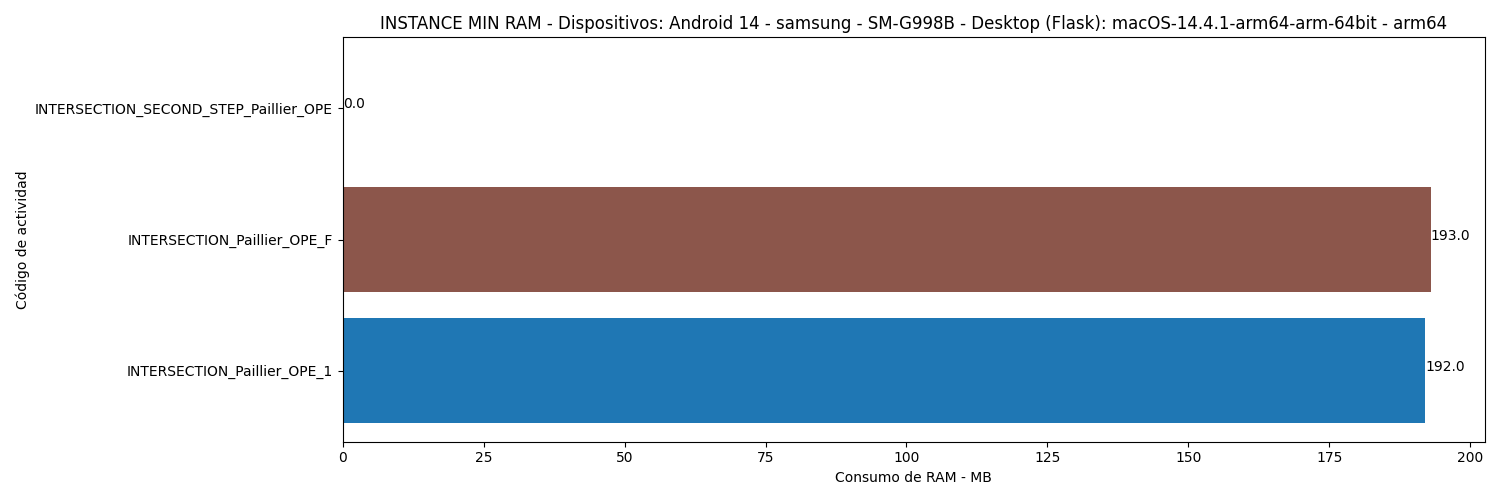 INSTANCE MIN RAM - Dispositivos: Android 14 - samsung - SM-G998B - Desktop (Flask): macOS-14.4.1-arm64-arm-64bit - arm64
Código de actividad
INTERSECTION_SECOND_STEP_Paillier_OPE
0.0
INTERSECTION_Paillier_OPE_F
193.0
INTERSECTION_Paillier_OPE_1
192.0
0 25 50 75 100 125 150 175 200
Consumo de RAM - MB